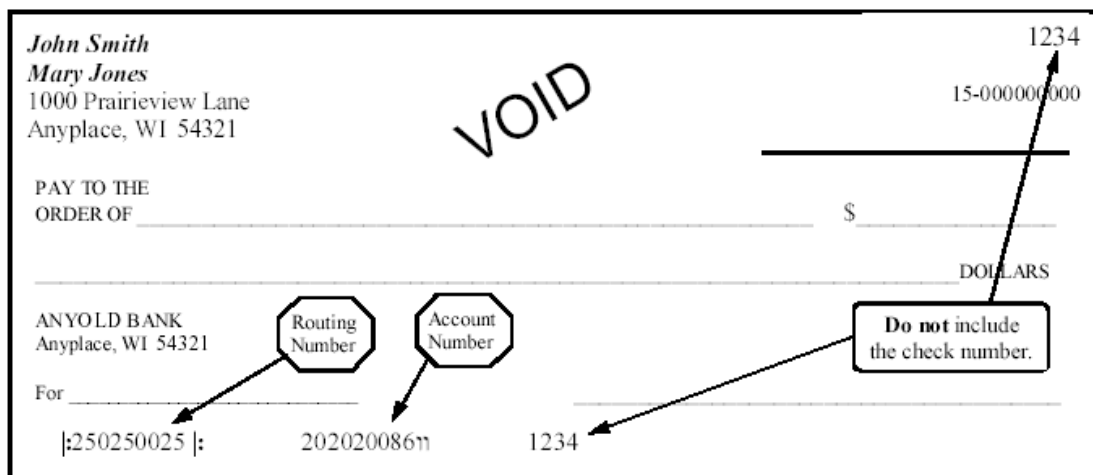 John Smith
Mary Jones
1000 Prairieview Lane
Anyplace, WI 54321
VOID
1234
15-000000000
PAY TO THE
ORDER OF
$
DOLLARS
ANYOLD BANK
Anyplace, WI 54321
Routing
Number
Account
Number
Do not include
the check number.
For
|:250250025 |:
202020086וו
1234